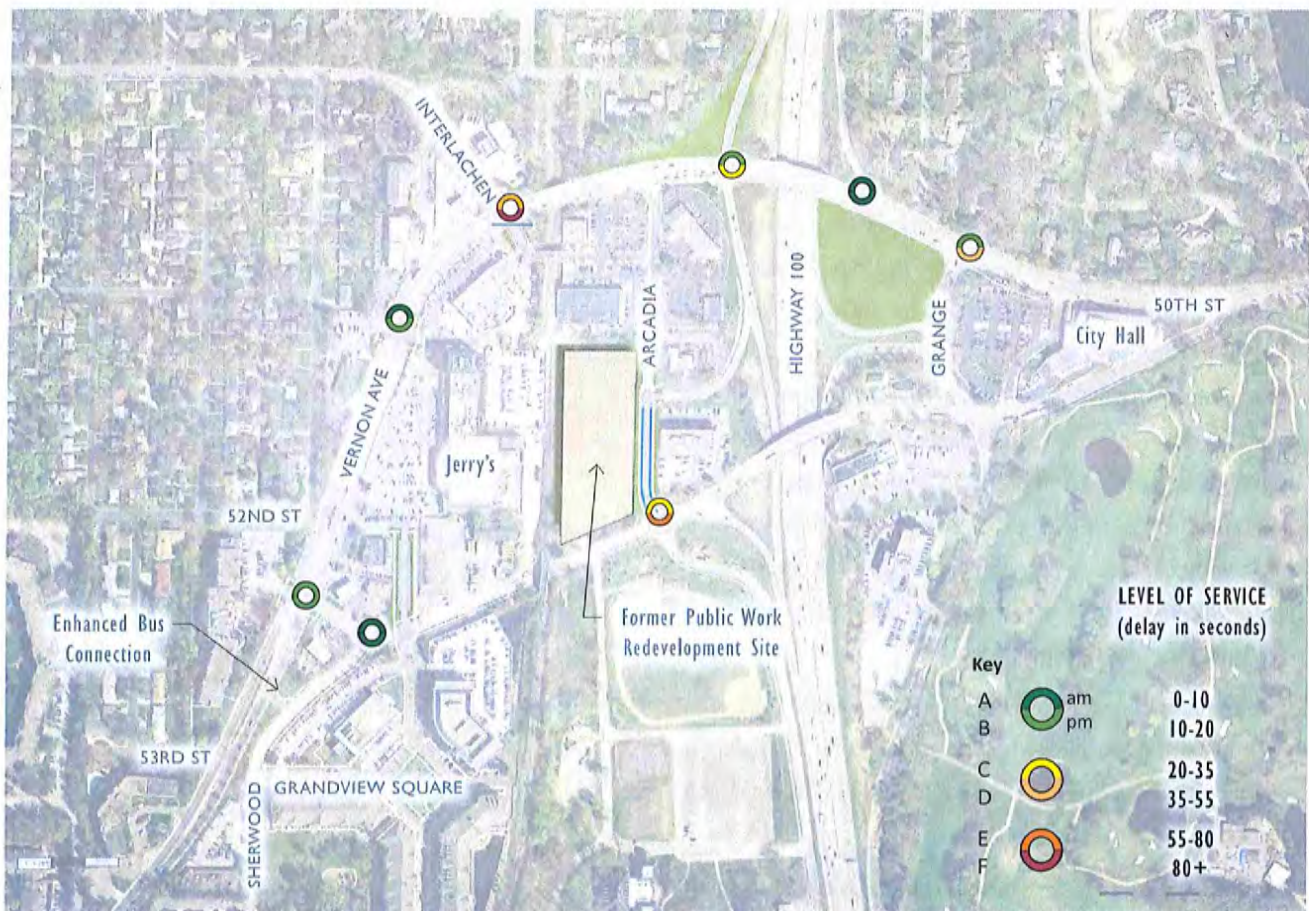 INTERLACHEN
50TH ST
City Hall
HIGHWAY 100
GRANGE
ARCADIA
VERNON AVE
Jerry's
52ND ST
Enhanced Bus
Connection
Former Public Work
Redevelopment Site
53RD ST
SHERWOOD
GRANDVIEW SQUARE
LEVEL OF SERVICE
(delay in seconds)
Key
A am 0-10
B pm 10-20
C 20-35
D 35-55
E 55-80
F 80+